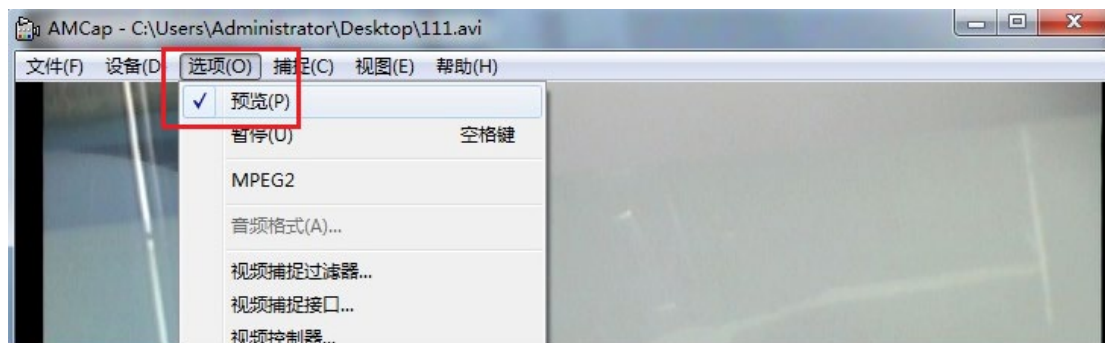 AMCap - C:\Users\Administrator\Desktop\111.avi
文件(F) 设备(D) 选项(O) 捕捉(C) 视图(E) 帮助(H)
✓ 预览(P)
暂停(U) 空格键
MPEG2
音频格式(A)...
视频捕捉过滤器...
视频捕捉接口...
视频控制器...